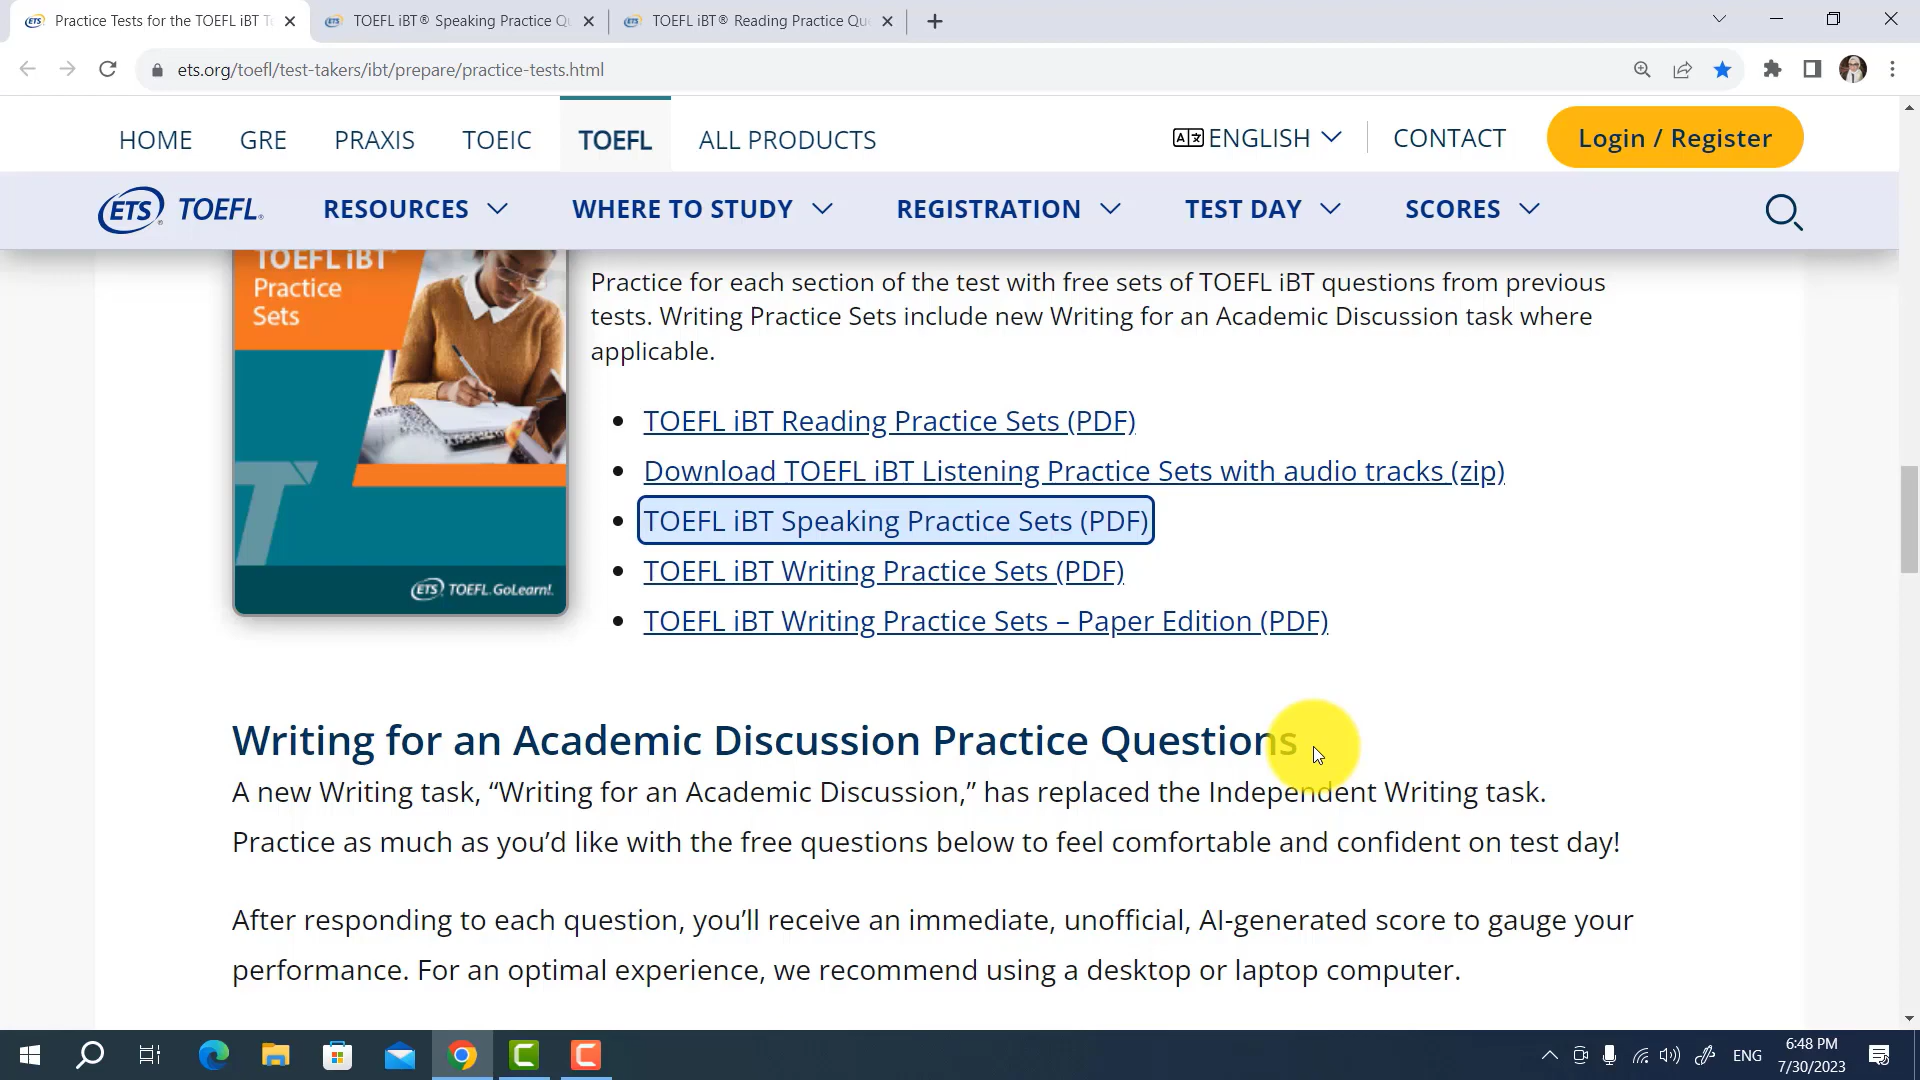 Practice Tests for the TOEFL iBT T
TOEFL iBT® Speaking Practice Qu
TOEFL iBT® Reading Practice Que
ets.org/toefl/test-takers/ibt/prepare/practice-tests.html
HOME GRE PRAXIS TOEIC TOEFL ALL PRODUCTS ENGLISH CONTACT Login / Register
ETS TOEFL. RESOURCES WHERE TO STUDY REGISTRATION TEST DAY SCORES
TOEFL iBT®
Practice
Sets
ETS TOEFL. GoLearn!.
Practice for each section of the test with free sets of TOEFL iBT questions from previous
tests. Writing Practice Sets include new Writing for an Academic Discussion task where
applicable.
• TOEFL iBT Reading Practice Sets (PDF)
• Download TOEFL iBT Listening Practice Sets with audio tracks (zip)
• TOEFL iBT Speaking Practice Sets (PDF)
• TOEFL iBT Writing Practice Sets (PDF)
• TOEFL iBT Writing Practice Sets – Paper Edition (PDF)
Writing for an Academic Discussion Practice Questions
A new Writing task, “Writing for an Academic Discussion,” has replaced the Independent Writing task.
Practice as much as you’d like with the free questions below to feel comfortable and confident on test day!
After responding to each question, you’ll receive an immediate, unofficial, AI-generated score to gauge your
performance. For an optimal experience, we recommend using a desktop or laptop computer.
ENG
6:48 PM
7/30/2023